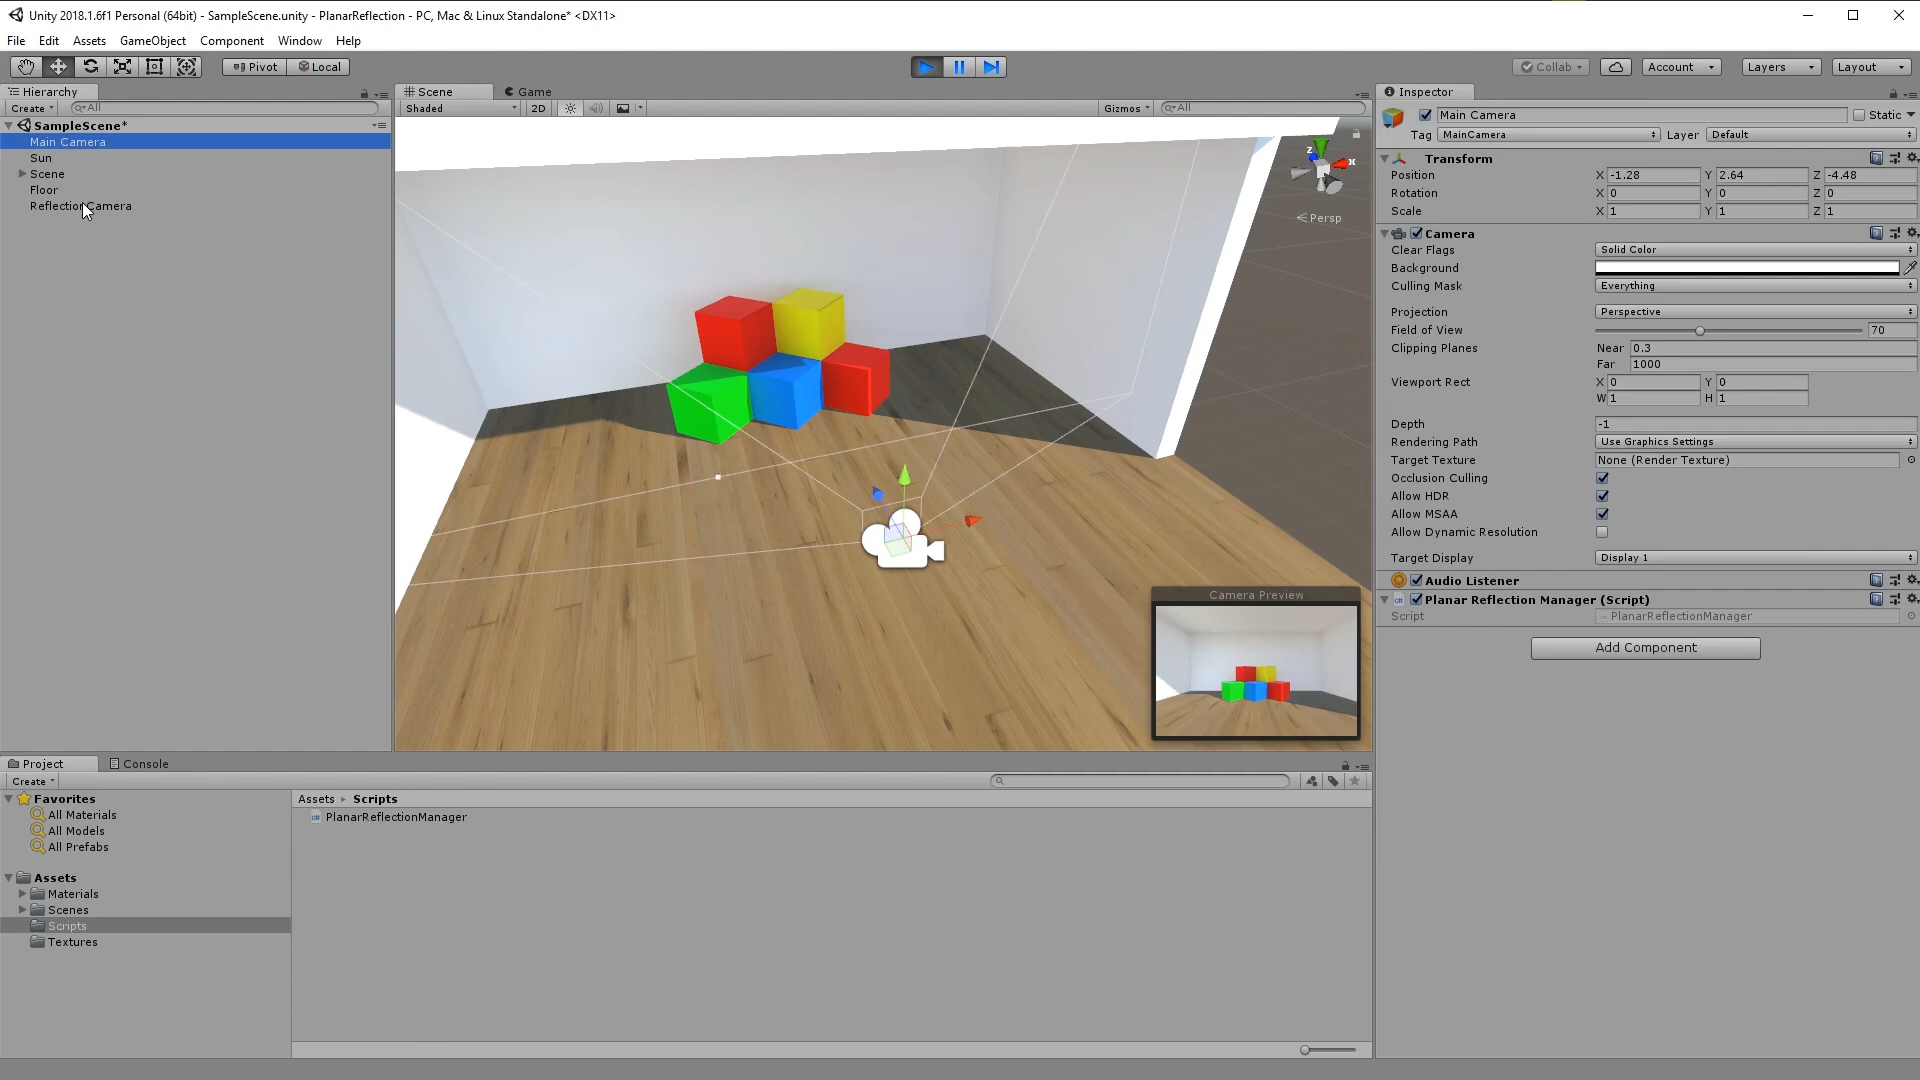 Unity 2018.1.6f1 Personal (64bit) - SampleScene.unity - PlanarReflection - PC, Mac & Linux Standalone* <DX11>
File Edit Assets GameObject Component Window Help
Pivot Local Collab Account Layers Layout
Hierarchy
Create All
SampleScene*
Main Camera
Sun
Scene
Floor
ReflectionCamera
Scene Game
Shaded 2D Gizmos All
z x
Persp
Camera Preview
Inspector
Main Camera Static
Tag MainCamera Layer Default
Transform
Position X -1.28 Y 2.64 Z -4.48
Rotation X 0 Y 0 Z 0
Scale X 1 Y 1 Z 1
Camera
Clear Flags Solid Color
Background
Culling Mask Everything
Projection Perspective
Field of View 70
Clipping Planes Near 0.3
Far 1000
Viewport Rect X 0 Y 0
W 1 H 1
Depth -1
Rendering Path Use Graphics Settings
Target Texture None (Render Texture)
Occlusion Culling
Allow HDR
Allow MSAA
Allow Dynamic Resolution
Target Display Display 1
Audio Listener
Planar Reflection Manager (Script)
Script PlanarReflectionManager
Add Component
Project Console
Create
Favorites
All Materials
All Models
All Prefabs
Assets
Materials
Scenes
Scripts
Textures
Assets Scripts
PlanarReflectionManager